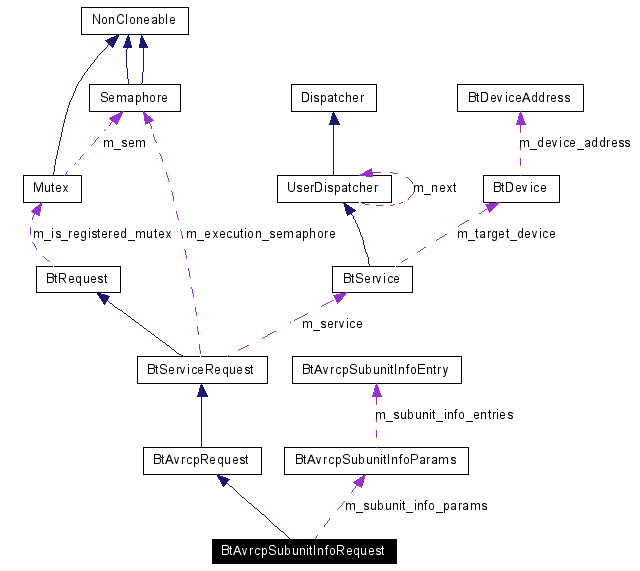 NonCloneable
Semaphore
Dispatcher
BtDeviceAddress
m_sem
m_device_address
Mutex
UserDispatcher
m_next
BtDevice
m_is_registered_mutex
m_execution_semaphore
m_target_device
BtRequest
BtService
m_service
BtServiceRequest
BtAvrcpSubunitInfoEntry
m_subunit_info_entries
BtAvrcpRequest
BtAvrcpSubunitInfoParams
m_subunit_info_params
BtAvrcpSubunitInfoRequest